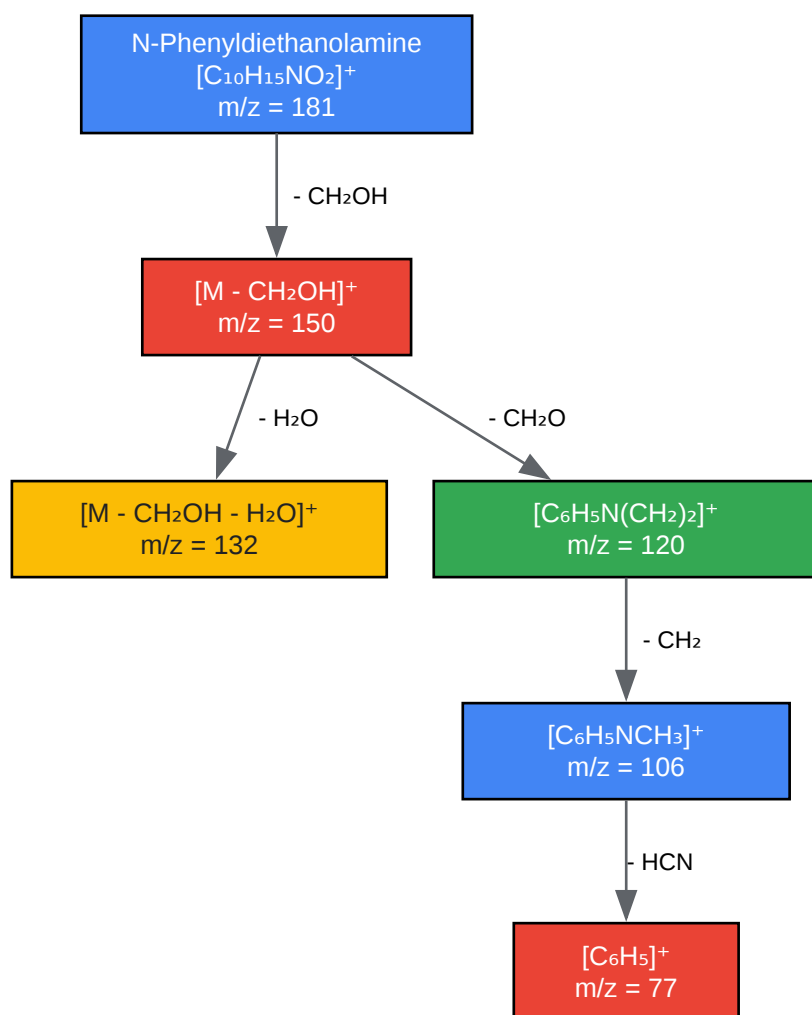 N-Phenyldiethanolamine
[C₁₀H₁₅NO₂]⁺
m/z = 181
- CH₂OH
[M - CH₂OH]⁺
m/z = 150
- H₂O
- CH₂O
[M - CH₂OH - H₂O]⁺
m/z = 132
[C₆H₅N(CH₂)₂]⁺
m/z = 120
- CH₂
[C₆H₅NCH₃]⁺
m/z = 106
- HCN
[C₆H₅]⁺
m/z = 77